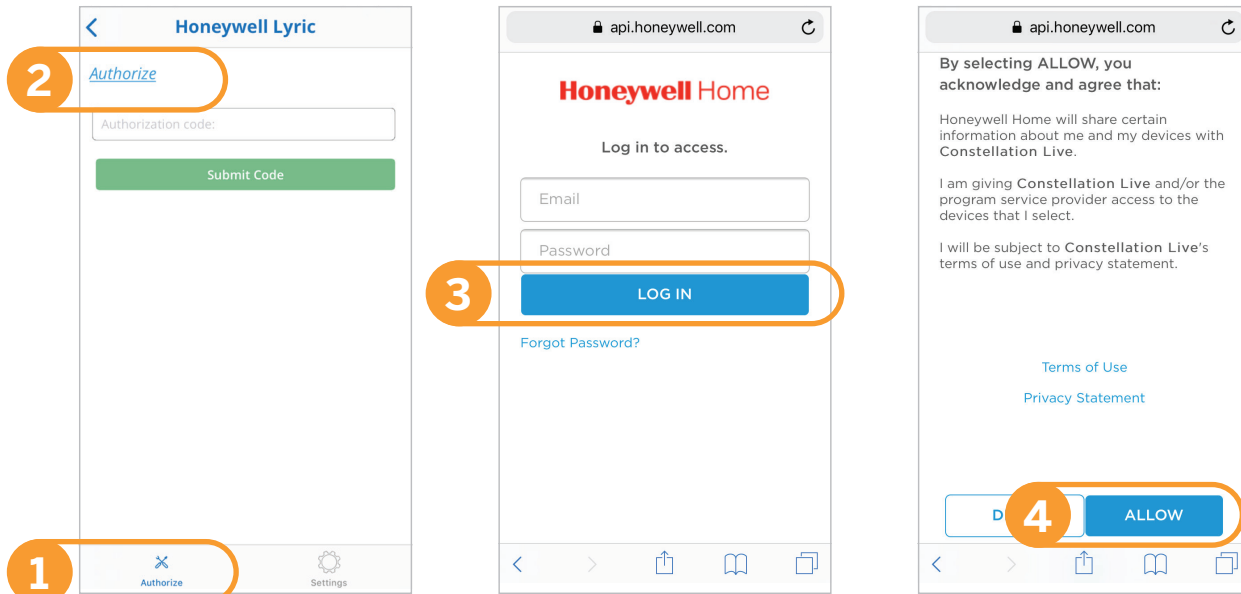 Honeywell Lyric
2
Authorize
Authorization code:
Submit Code
1
Authorize
Settings
api.honeywell.com
Honeywell Home
Log in to access.
Email
Password
3
LOG IN
Forgot Password?
api.honeywell.com
By selecting ALLOW, you
acknowledge and agree that:
Honeywell Home will share certain
information about me and my devices with
Constellation Live.
I am giving Constellation Live and/or the
program service provider access to the
devices that I select.
I will be subject to Constellation Live's
terms of use and privacy statement.
Terms of Use
Privacy Statement
4
ALLOW